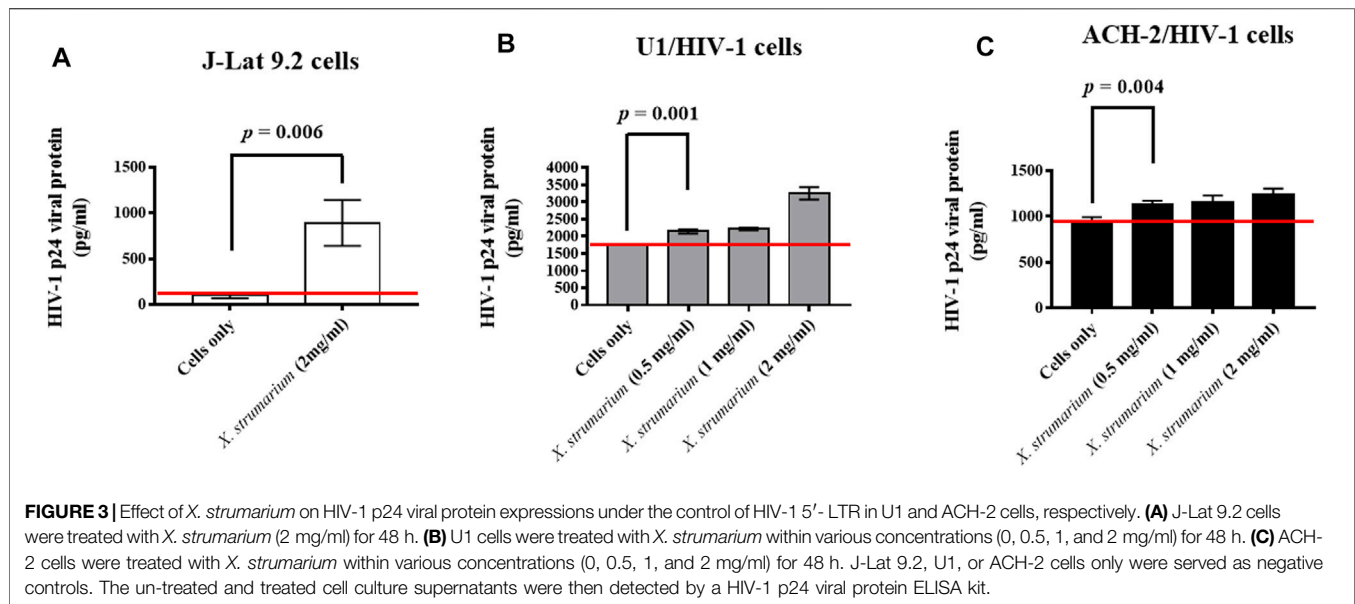 A
J-Lat 9.2 cells
p = 0.006
HIV-1 p24 viral protein
(pg/ml)
1500
1000
500
0
Cells only
X. strumarium (2mg/ml)
B
U1/HIV-1 cells
p = 0.001
HIV-1 p24 viral protein
(pg/ml)
4000
3500
3000
2500
2000
1500
1000
500
0
Cells only
X. strumarium (0.5 mg/ml)
X. strumarium (1 mg/ml)
X. strumarium (2 mg/ml)
C
ACH-2/HIV-1 cells
p = 0.004
HIV-1 p24 viral protein
(pg/ml)
1500
1000
500
0
Cells only
X. strumarium (0.5 mg/ml)
X. strumarium (1 mg/ml)
X. strumarium (2 mg/ml)
FIGURE 3 | Effect of X. strumarium on HIV-1 p24 viral protein expressions under the control of HIV-1 5′- LTR in U1 and ACH-2 cells, respectively. (A) J-Lat 9.2 cells
were treated with X. strumarium (2 mg/ml) for 48 h. (B) U1 cells were treated with X. strumarium within various concentrations (0, 0.5, 1, and 2 mg/ml) for 48 h. (C) ACH-
2 cells were treated with X. strumarium within various concentrations (0, 0.5, 1, and 2 mg/ml) for 48 h. J-Lat 9.2, U1, or ACH-2 cells only were served as negative
controls. The un-treated and treated cell culture supernatants were then detected by a HIV-1 p24 viral protein ELISA kit.